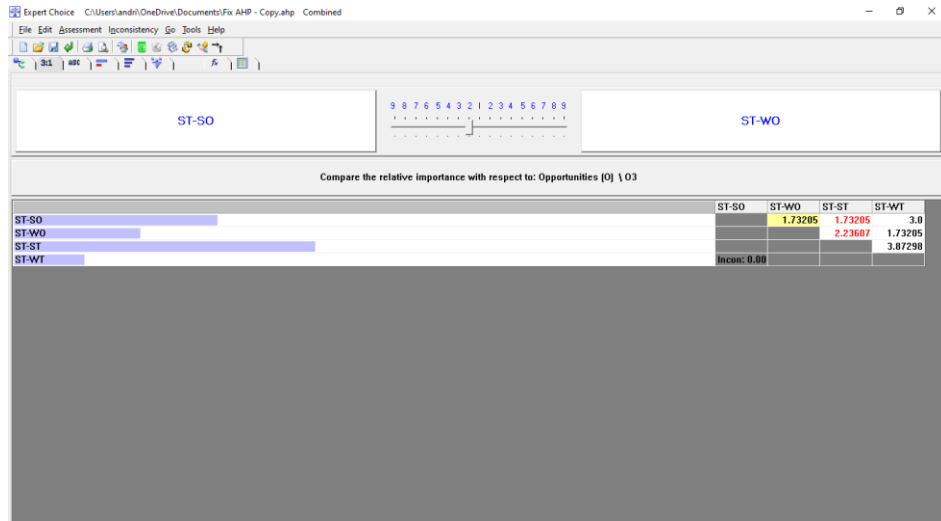 Expert Choice C:\Users\andri\OneDrive\Documents\Fix AHP - Copy.ahp Combined
File Edit Assessment Inconsistency Go Tools Help
3:1 ABC f×
ST-SO
9 8 7 6 5 4 3 2 1 2 3 4 5 6 7 8 9
ST-WO
Compare the relative importance with respect to: Opportunities (O) \ O3
ST-SO ST-WO ST-ST ST-WT
ST-SO 1.73205 1.73205 3.0
ST-WO 2.23607 1.73205
ST-ST 3.87298
ST-WT Incon: 0.00